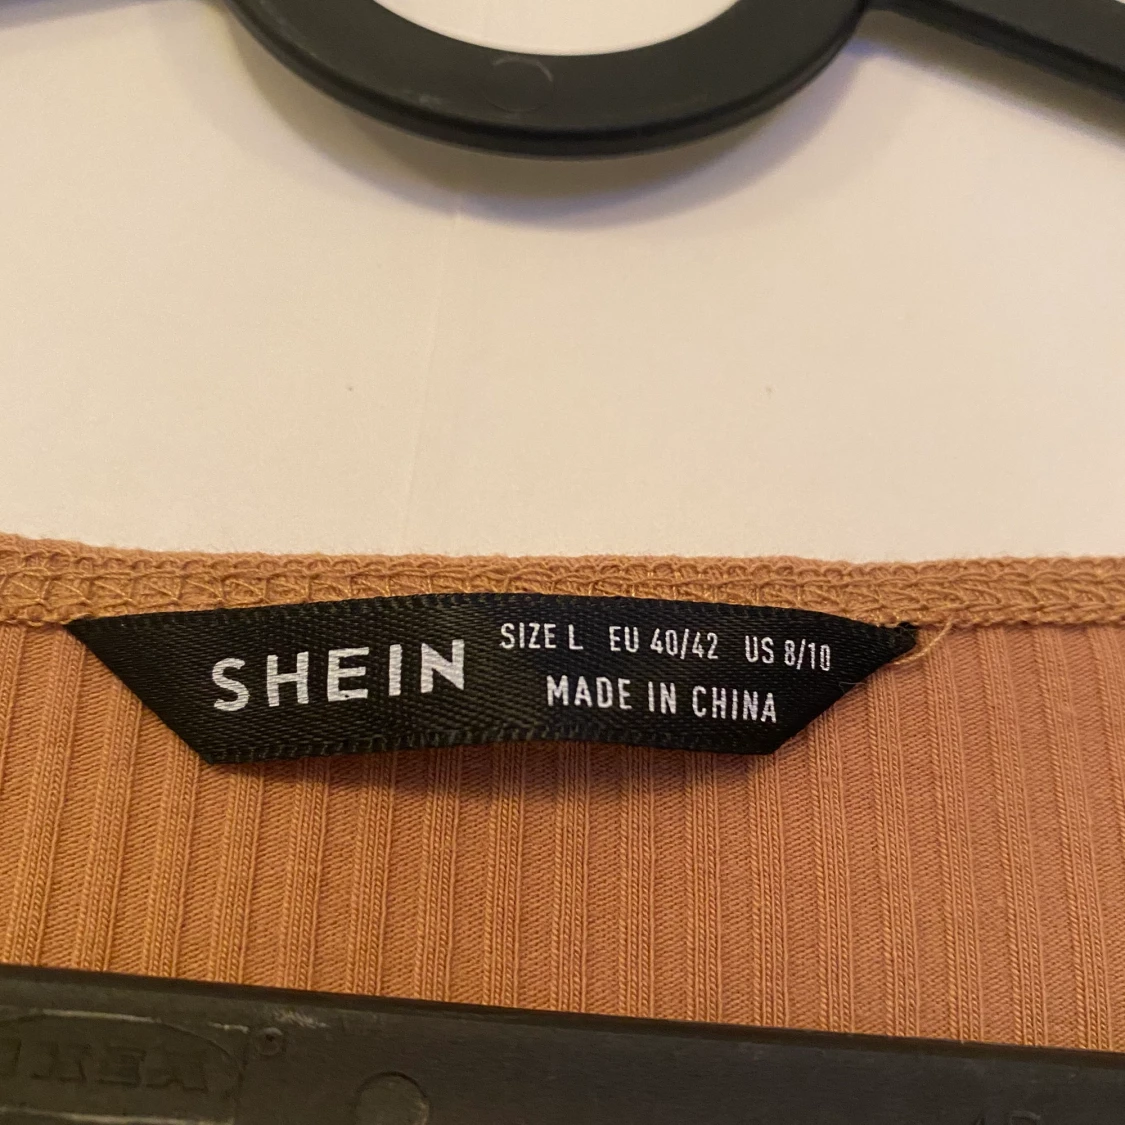 SHEIN
SIZE L EU 40/42 US 8/10
MADE IN CHINA